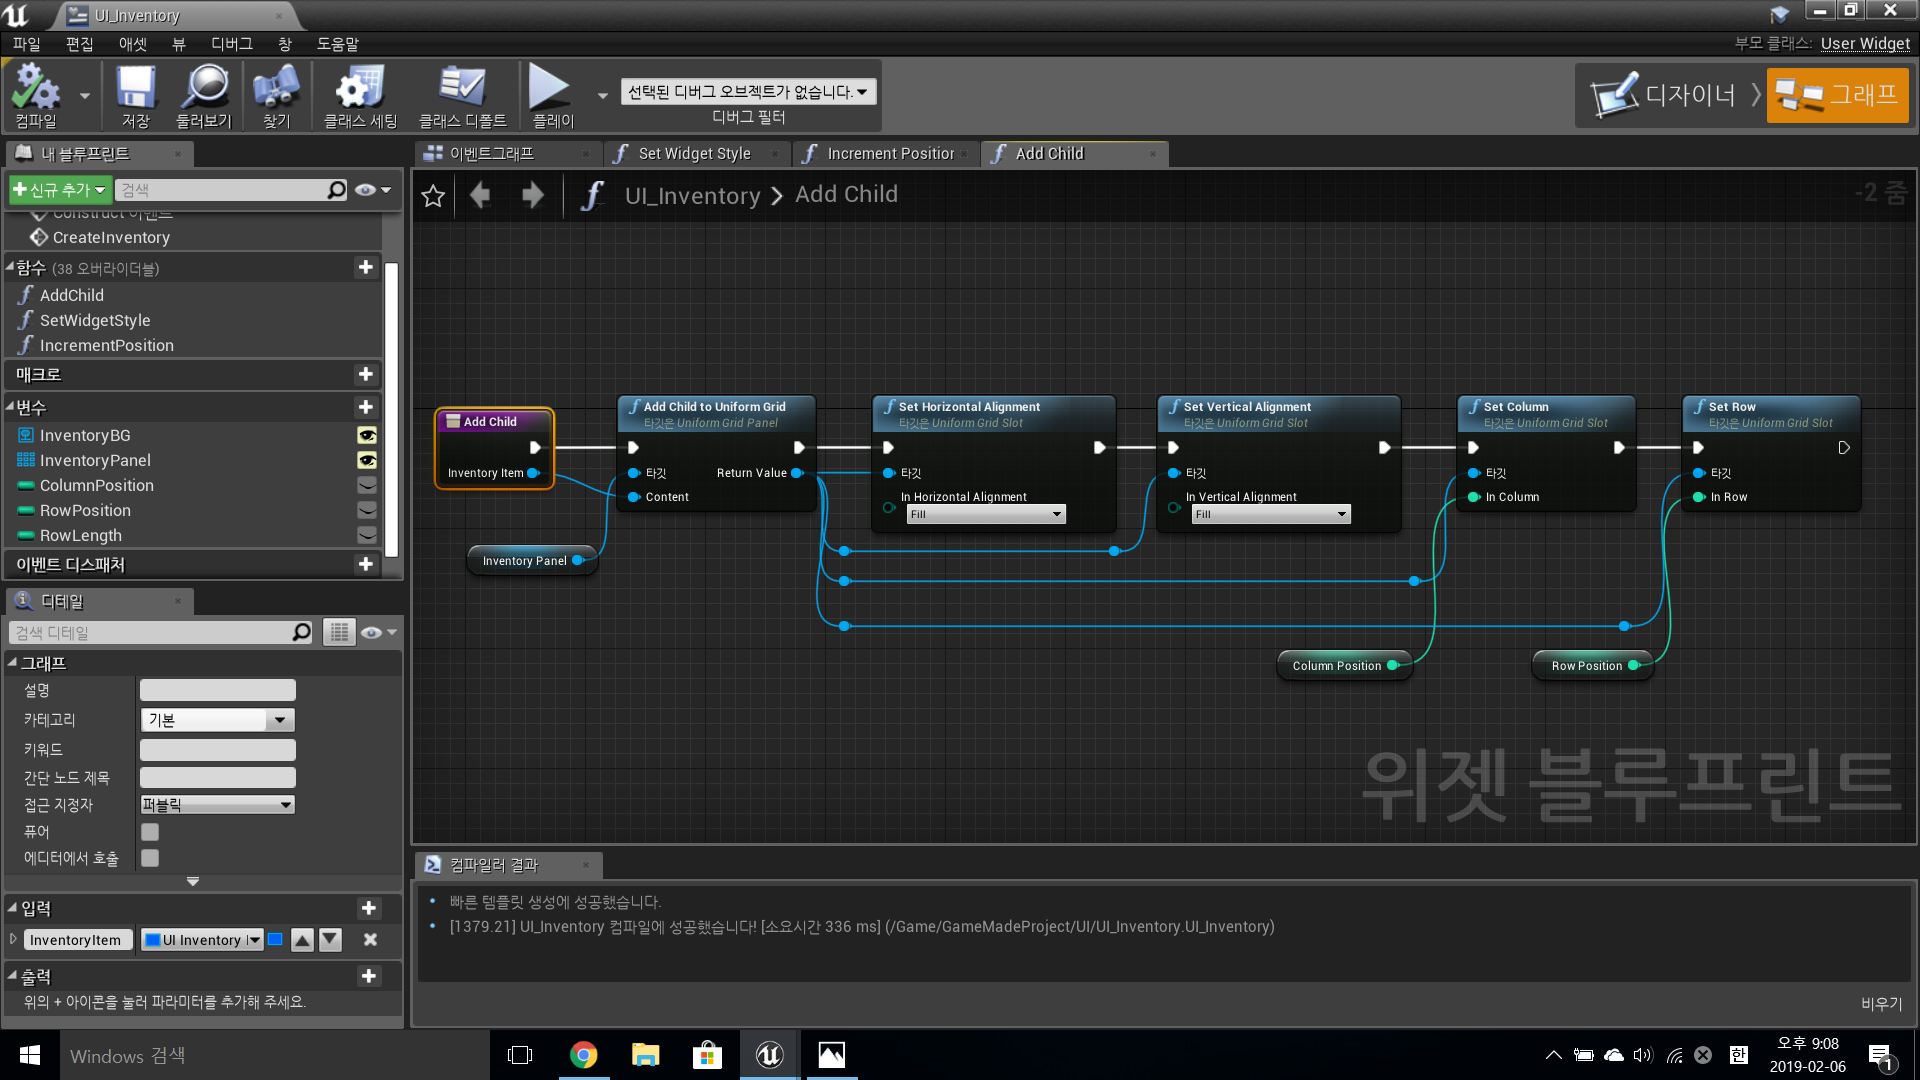 UI_Inventory
파일 편집 애셋 뷰 디버그 창 도움말
부모 클래스: User Widget
컴파일 저장 둘러보기 찾기 클래스 세팅 클래스 디폴트 플레이
선택된 디버그 오브젝트가 없습니다.
디버그 필터
디자이너 그래프
내 블루프린트
이벤트그래프 Set Widget Style Increment Position Add Child
+신규 추가 검색
UI_Inventory > Add Child
-2 줌
Construct 이벤트
CreateInventory
함수 (38 오버라이더블)
AddChild
SetWidgetStyle
IncrementPosition
매크로
변수
InventoryBG
InventoryPanel
ColumnPosition
RowPosition
RowLength
이벤트 디스패처
Add Child
Inventory Item
Add Child to Uniform Grid
타깃은 Uniform Grid Panel
타깃 Return Value
Content
Inventory Panel
Set Horizontal Alignment
타깃은 Uniform Grid Slot
타깃
In Horizontal Alignment
Fill
Set Vertical Alignment
타깃은 Uniform Grid Slot
타깃
In Vertical Alignment
Fill
Set Column
타깃은 Uniform Grid Slot
타깃
In Column
Set Row
타깃은 Uniform Grid Slot
타깃
In Row
Column Position
Row Position
위젯 블루프린트
디테일
검색 디테일
그래프
설명
카테고리 기본
키워드
간단 노드 제목
접근 지정자 퍼블릭
퓨어
에디터에서 호출
입력
InventoryItem UI Inventory
출력
위의 + 아이콘을 눌러 파라미터를 추가해 주세요.
컴파일러 결과
빠른 템플릿 생성에 성공했습니다.
[1379.21] UI_Inventory 컴파일에 성공했습니다! [소요시간 336 ms] (/Game/GameMadeProject/UI/UI_Inventory.UI_Inventory)
비우기
Windows 검색
한
오후 9:08
2019-02-06
1